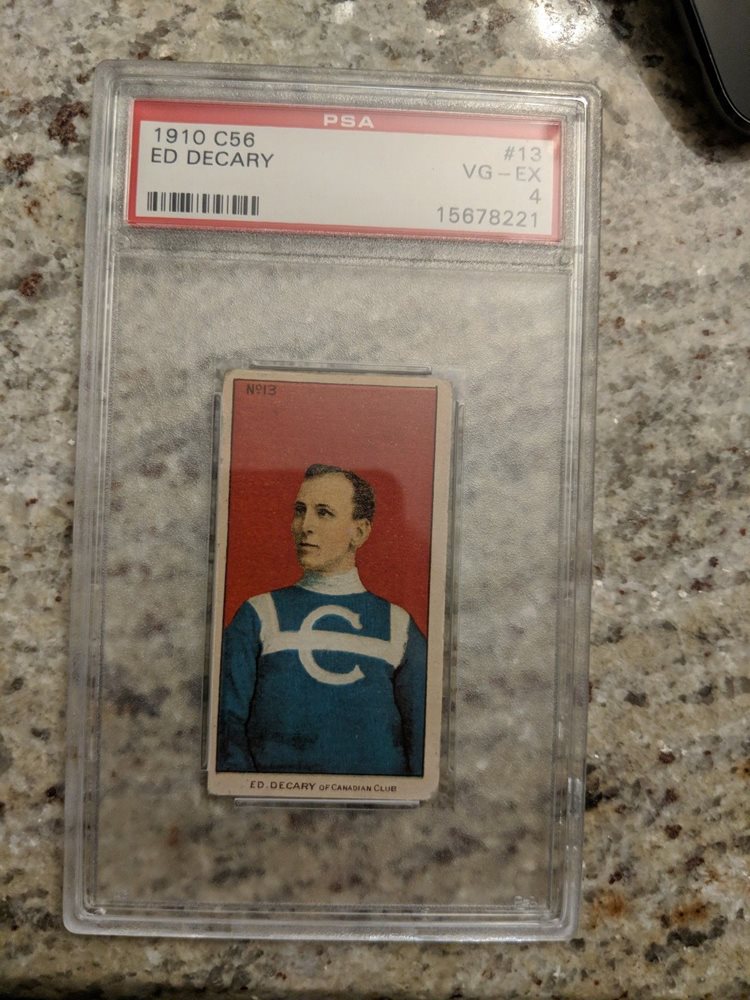 PSA
1910 C56 #13
ED DECARY VG-EX
4
15678221
Nº13
C
ED. DECARY OF CANADIAN CLUB